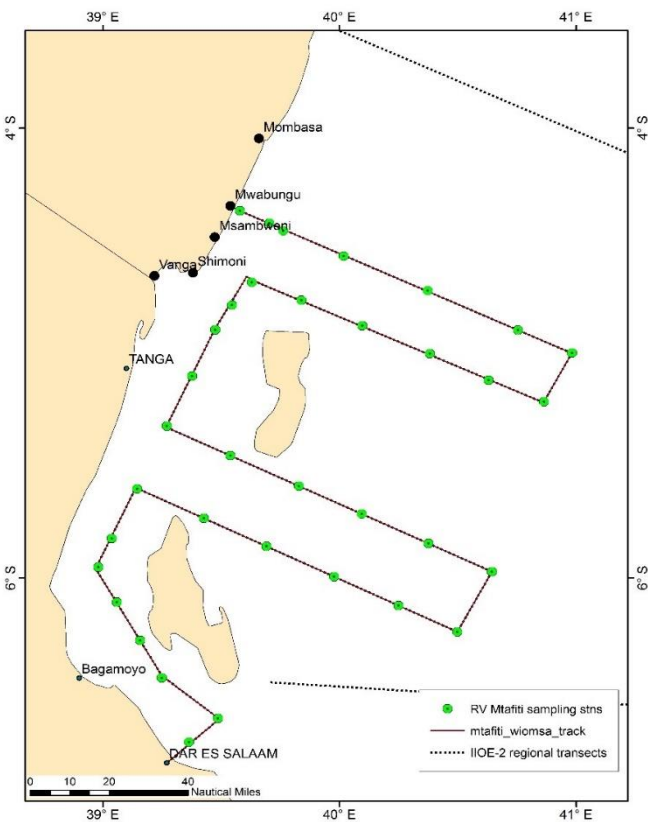 39° E 40° E 41° E
4° S 4° S
Mombasa
Mwabungu
Msambweni
Vanga Shimoni
TANGA
6° S 6° S
Bagamoyo
RV Mtafiti sampling stns
mtafiti_wiomsa_track
IIOE-2 regional transects
DAR ES SALAAM
0 10 20 40
Nautical Miles
39° E 40° E 41° E